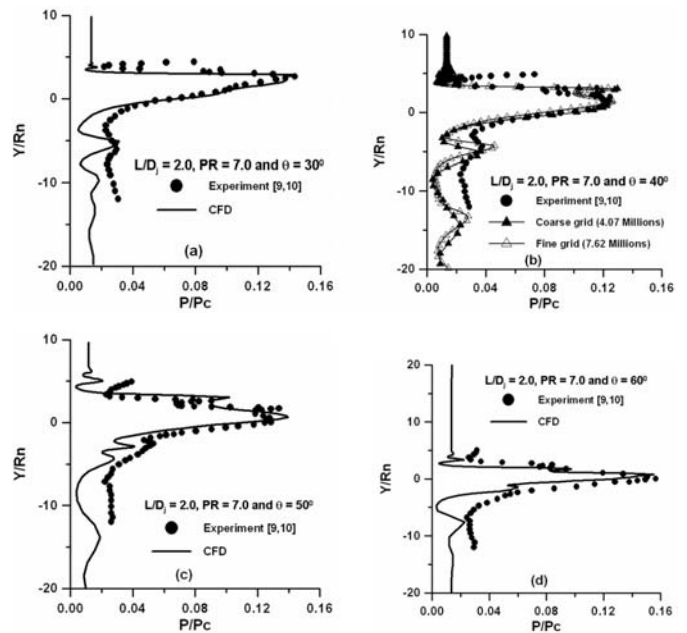 10
0
-10
-20
Y/Rn
L/Dj = 2.0, PR = 7.0 and θ = 30º
Experiment [9,10]
CFD
(a)
0.00 0.04 0.08 0.12 0.16
P/Pc
10
0
-10
-20
Y/Rn
L/Dj = 2.0, PR = 7.0 and θ = 40º
Experiment [9,10]
Coarse grid (4.07 Millions)
Fine grid (7.62 Millions)
(b)
0.00 0.04 0.08 0.12 0.16
P/Pc
10
0
-10
-20
Y/Rn
L/Dj = 2.0, PR = 7.0 and θ = 50º
Experiment [9,10]
CFD
(c)
0.00 0.04 0.08 0.12 0.16
P/Pc
20
10
0
-10
-20
Y/Rn
L/Dj = 2.0, PR = 7.0 and θ = 60º
Experiment [9,10]
CFD
(d)
0.00 0.04 0.08 0.12 0.16
P/Pc